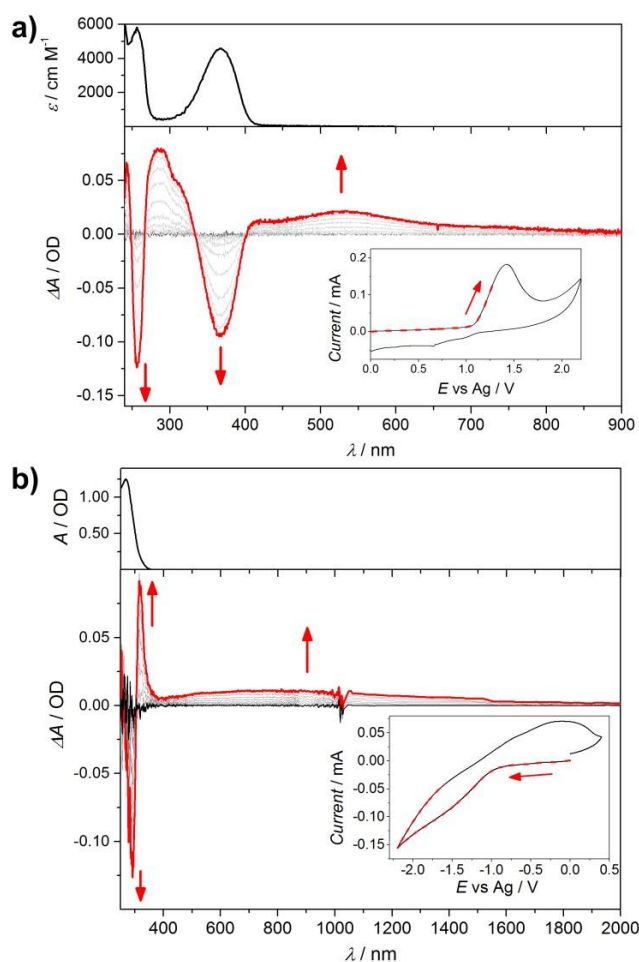 a)
6000
4000
2000
ε / cm M⁻¹
0.05
0.00
-0.05
-0.10
-0.15
ΔA / OD
0.2
0.1
0.0
Current / mA
0.0 0.5 1.0 1.5 2.0
E vs Ag / V
300 400 500 600 700 800 900
λ / nm
b)
1.00
0.50
A / OD
0.05
0.00
-0.05
-0.10
ΔA / OD
0.05
0.00
-0.05
-0.10
-0.15
Current / mA
-2.0 -1.5 -1.0 -0.5 0.0 0.5
E vs Ag / V
400 600 800 1000 1200 1400 1600 1800 2000
λ / nm